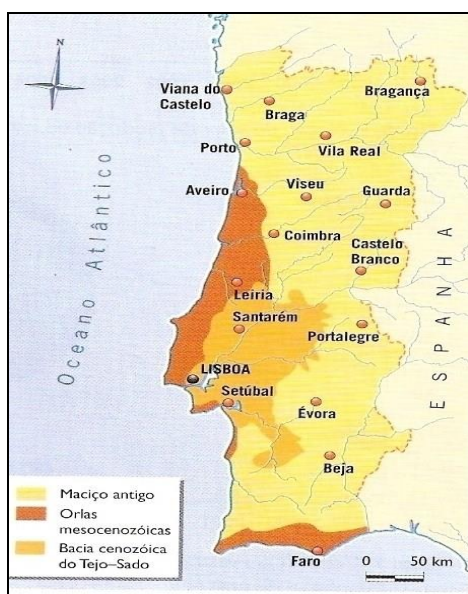 N
Viana do
Castelo
Bragança
Braga
Porto
Vila Real
Aveiro
Viseu
Guarda
Coimbra
Castelo
Branco
Leiria
Santarém
Portalegre
LISBOA
Setúbal
Évora
Beja
Faro
Oceano Atlântico
ESPANHA
Maciço antigo
Orlas
mesocenozóicas
Bacia cenozóica
do Tejo–Sado
0 50 km